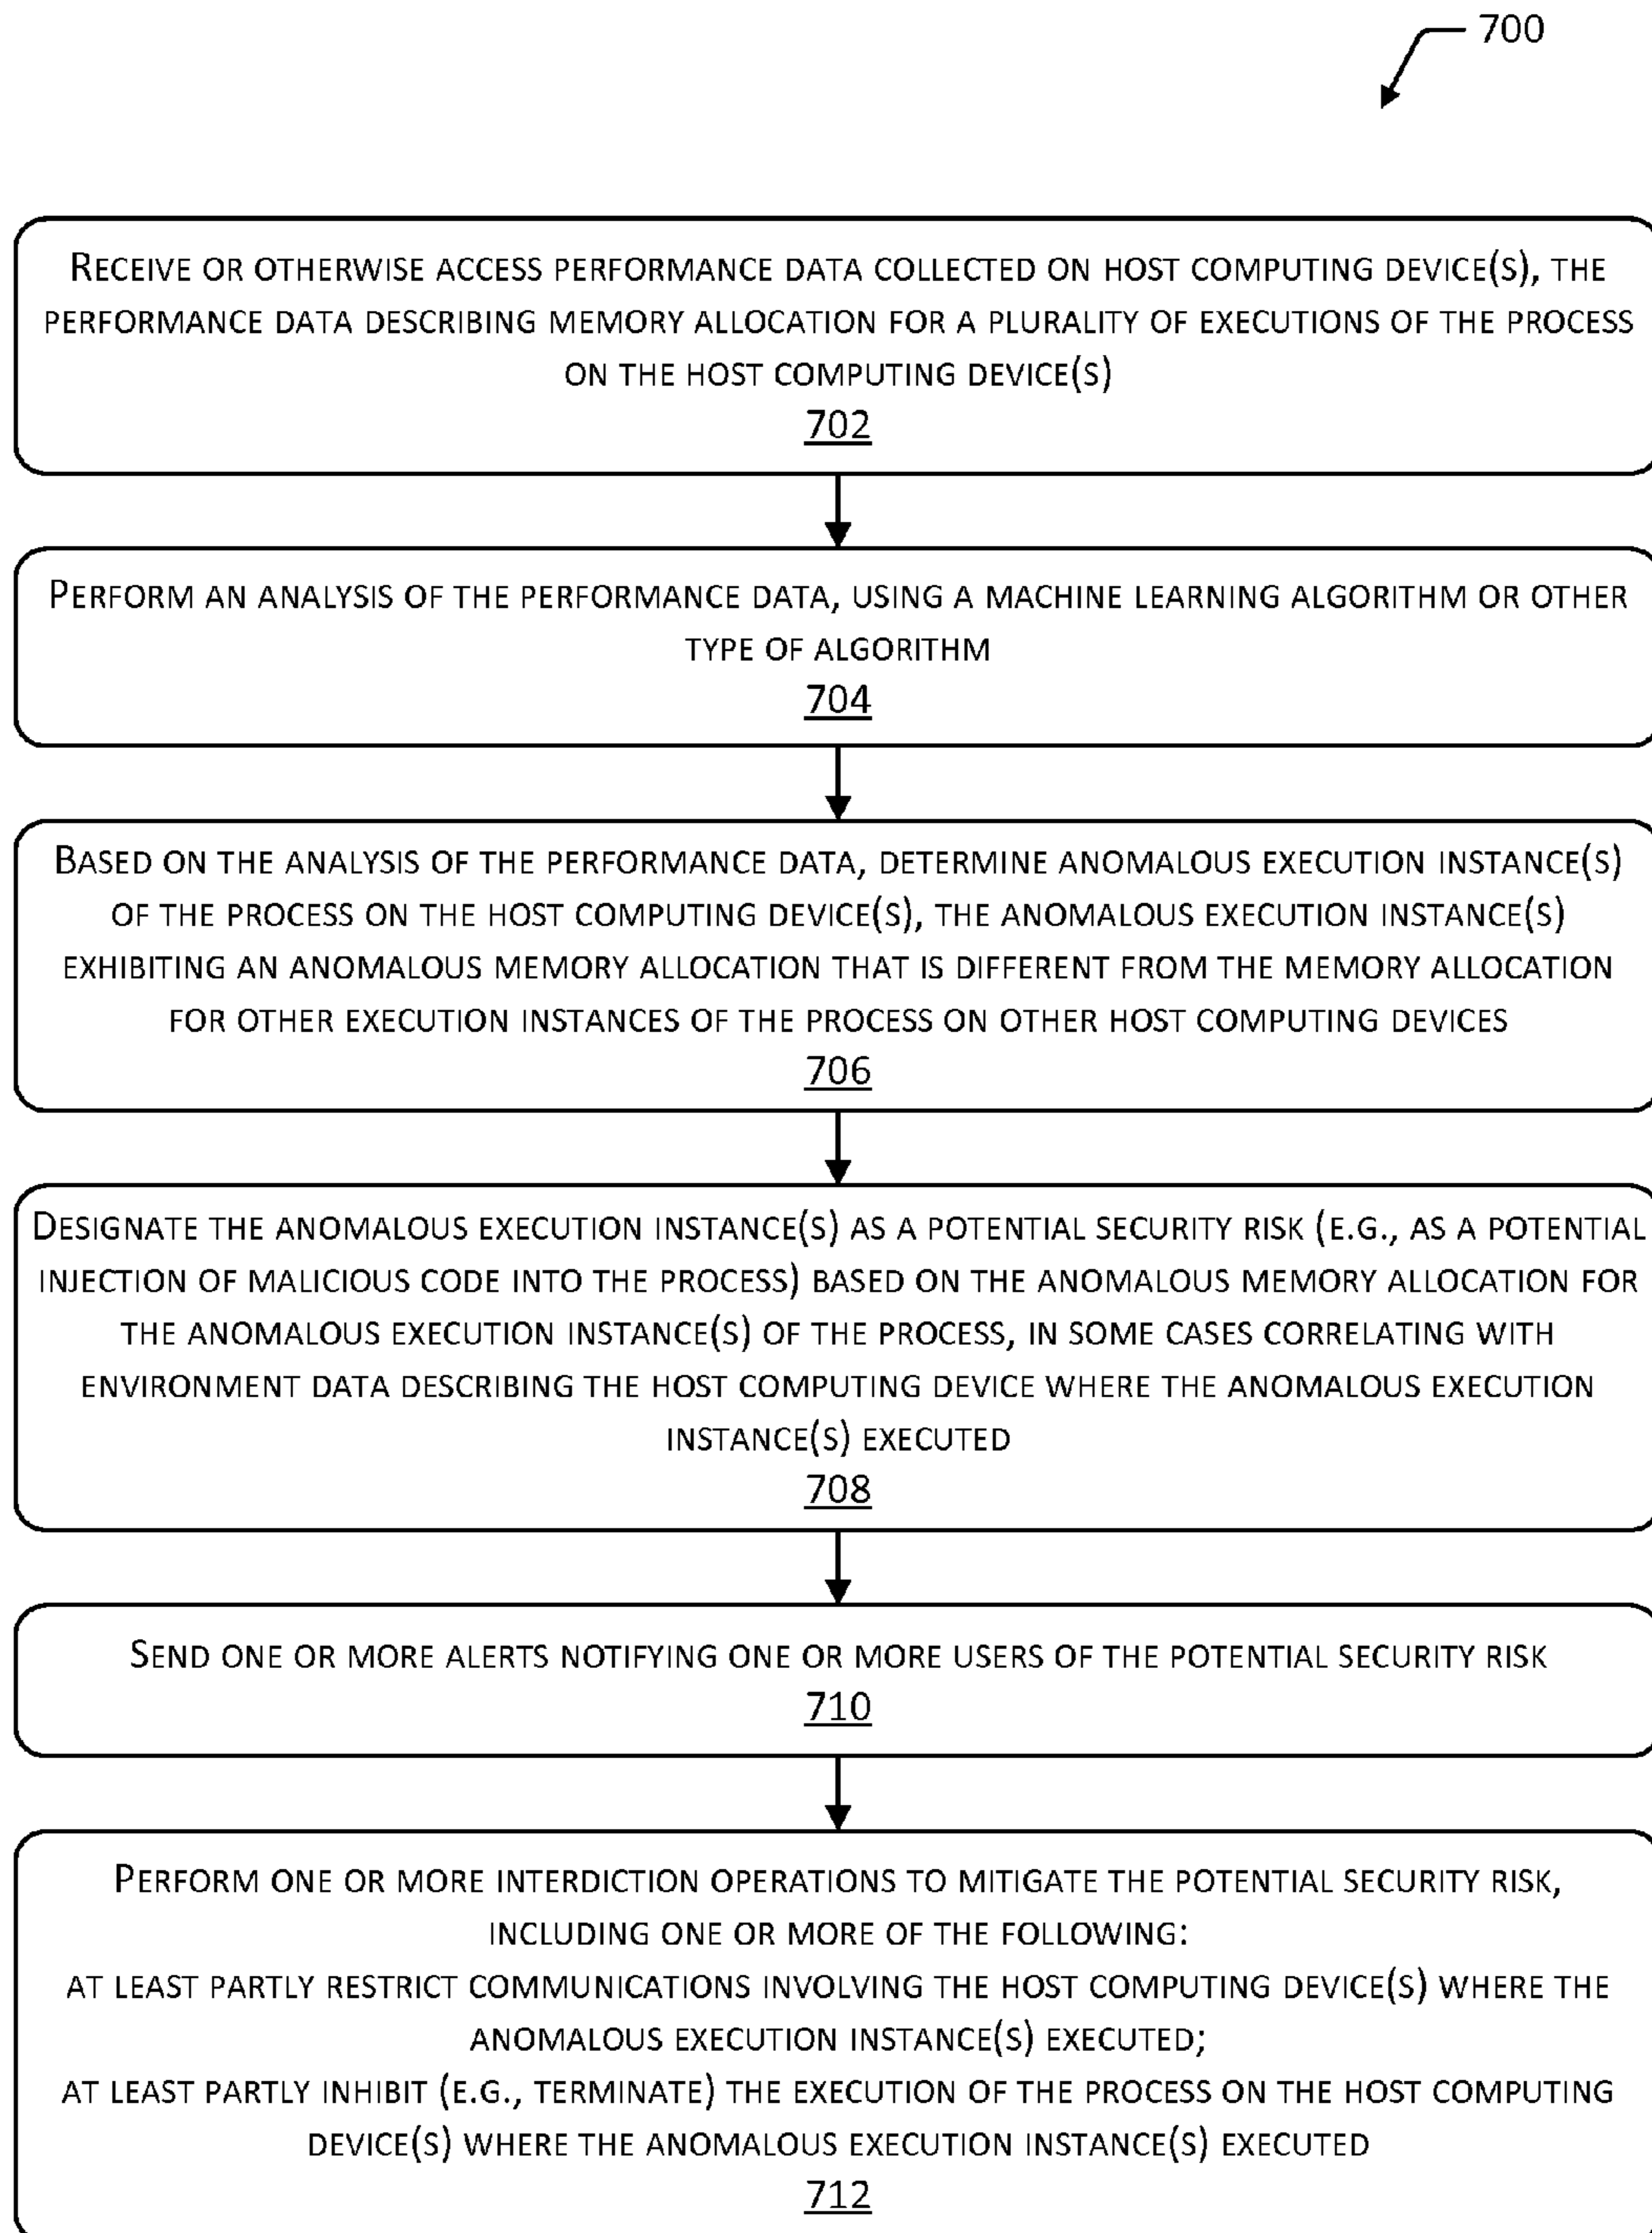 700
Receive or otherwise access performance data collected on host computing device(s), the
performance data describing memory allocation for a plurality of executions of the process
on the host computing device(s)
702
Perform an analysis of the performance data, using a machine learning algorithm or other
type of algorithm
704
Based on the analysis of the performance data, determine anomalous execution instance(s)
of the process on the host computing device(s), the anomalous execution instance(s)
exhibiting an anomalous memory allocation that is different from the memory allocation
for other execution instances of the process on other host computing devices
706
Designate the anomalous execution instance(s) as a potential security risk (e.g., as a potential
injection of malicious code into the process) based on the anomalous memory allocation for
the anomalous execution instance(s) of the process, in some cases correlating with
environment data describing the host computing device where the anomalous execution
instance(s) executed
708
Send one or more alerts notifying one or more users of the potential security risk
710
Perform one or more interdiction operations to mitigate the potential security risk,
including one or more of the following:
at least partly restrict communications involving the host computing device(s) where the
anomalous execution instance(s) executed;
at least partly inhibit (e.g., terminate) the execution of the process on the host computing
device(s) where the anomalous execution instance(s) executed
712